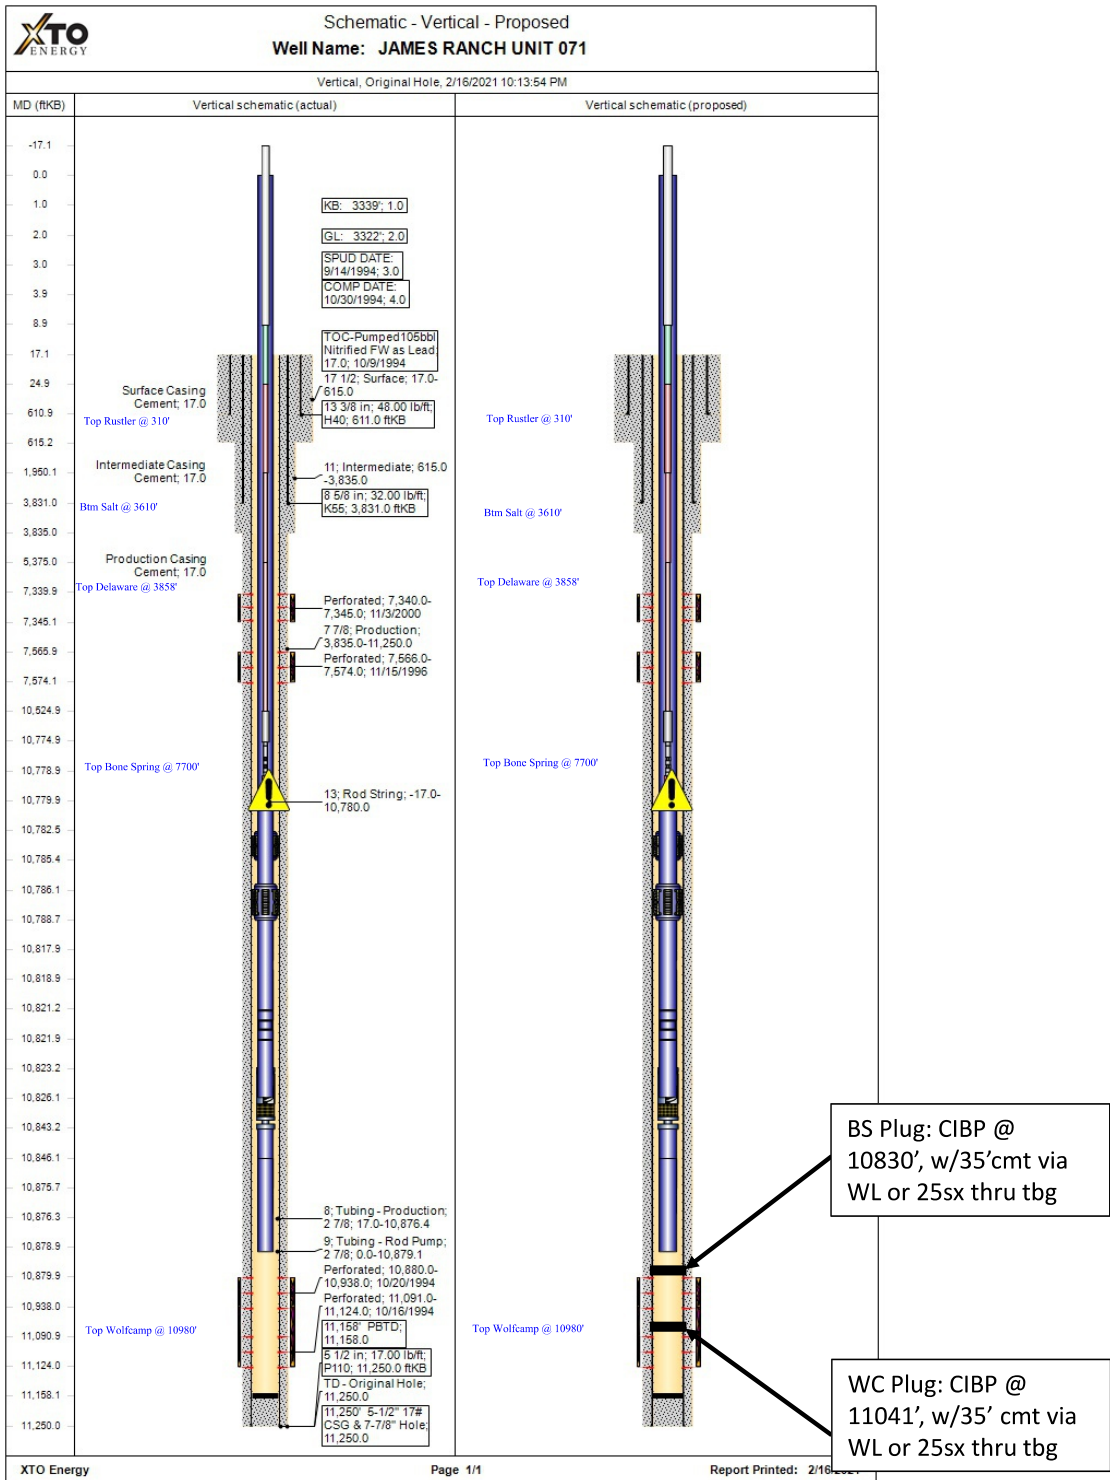 XTO
ENERGY
Schematic - Vertical - Proposed
Well Name: JAMES RANCH UNIT 071
Vertical, Original Hole, 2/16/2021 10:13:54 PM
MD (ftKB)
Vertical schematic (actual)
Vertical schematic (proposed)
-17.1
0.0
1.0
2.0
3.0
3.9
8.9
17.1
24.9
610.9
615.2
1,950.1
3,831.0
3,835.0
5,375.0
7,339.9
7,345.1
7,565.9
7,574.1
10,524.9
10,774.9
10,778.9
10,779.9
10,782.5
10,785.4
10,786.1
10,788.7
10,817.9
10,818.9
10,821.2
10,821.9
10,823.2
10,826.1
10,843.2
10,846.1
10,875.7
10,876.3
10,878.9
10,879.9
10,938.0
11,090.9
11,124.0
11,158.1
11,250.0
Surface Casing
Cement; 17.0
Top Rustler @ 310'
Intermediate Casing
Cement; 17.0
Btm Salt @ 3610'
Production Casing
Cement; 17.0
Top Delaware @ 3858'
Top Bone Spring @ 7700'
Top Wolfcamp @ 10980'
KB: 3339'; 1.0
GL: 3322'; 2.0
SPUD DATE:
9/14/1994; 3.0
COMP DATE:
10/30/1994; 4.0
TOC-Pumped105bbl
Nitrified FW as Lead;
17.0; 10/9/1994
17 1/2; Surface; 17.0-
615.0
13 3/8 in; 48.00 lb/ft;
H40; 611.0 ftKB
11; Intermediate; 615.0
-3,835.0
8 5/8 in; 32.00 lb/ft;
K55; 3,831.0 ftKB
Perforated; 7,340.0-
7,345.0; 11/3/2000
7 7/8; Production;
3,835.0-11,250.0
Perforated; 7,566.0-
7,574.0; 11/15/1996
13; Rod String; -17.0-
10,780.0
8; Tubing - Production;
2 7/8; 17.0-10,876.4
9; Tubing - Rod Pump;
2 7/8; 0.0-10,879.1
Perforated; 10,880.0-
10,938.0; 10/20/1994
Perforated; 11,091.0-
11,124.0; 10/16/1994
11,158' PBTD;
11,158.0
5 1/2 in; 17.00 lb/ft;
P110; 11,250.0 ftKB
TD - Original Hole;
11,250.0
11,250' 5-1/2" 17#
CSG & 7-7/8" Hole;
11,250.0
Top Rustler @ 310'
Btm Salt @ 3610'
Top Delaware @ 3858'
Top Bone Spring @ 7700'
Top Wolfcamp @ 10980'
BS Plug: CIBP @
10830’, w/35’cmt via
WL or 25sx thru tbg
WC Plug: CIBP @
11041’, w/35’ cmt via
WL or 25sx thru tbg
XTO Energy
Page 1/1
Report Printed: 2/16/2021